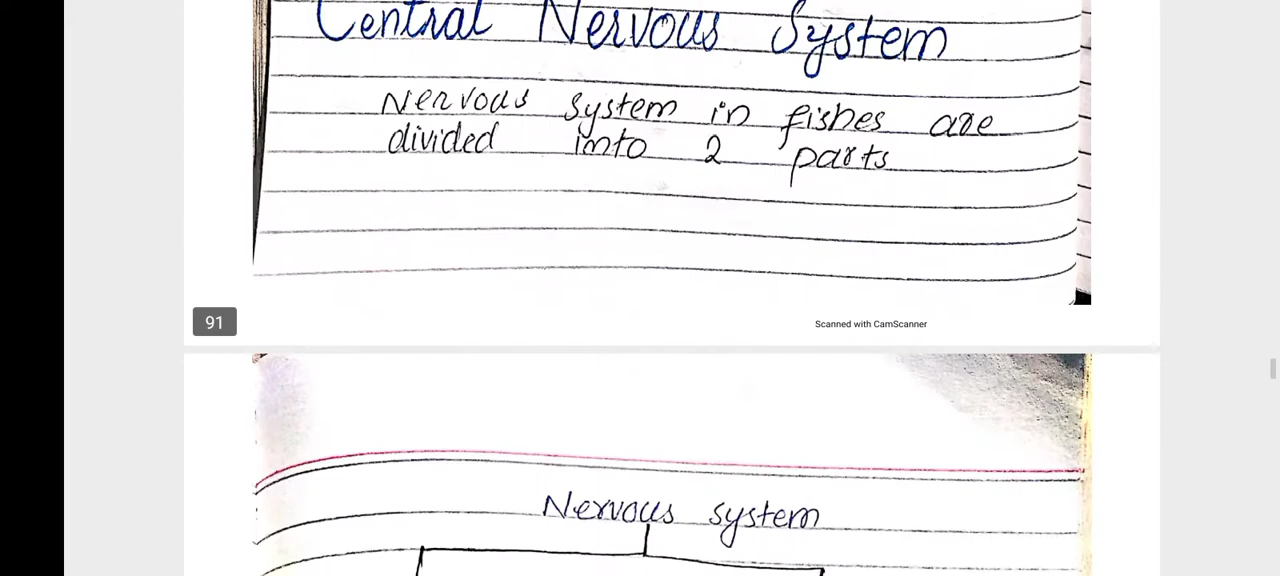 Central Nervous System
Nervous system in fishes are
divided into 2 parts
91
Scanned with CamScanner
Nervous system